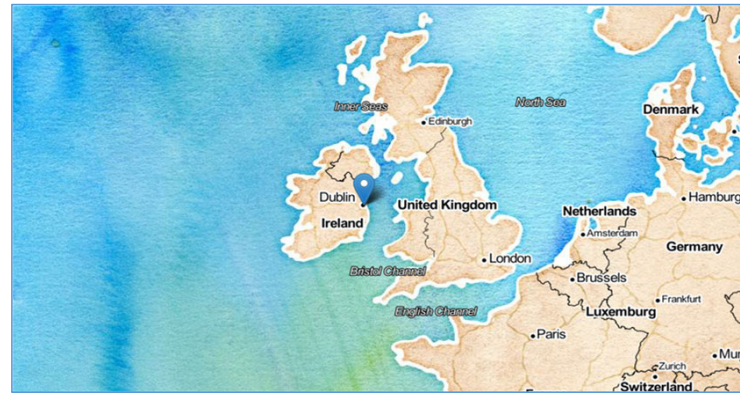 Inner Seas
North Sea
Denmark
Edinburgh
Dublin
United Kingdom
Hamburg
Netherlands
Ireland
Amsterdam
Germany
London
Bristol Channel
Brussels
Frankfurt
English Channel
Luxemburg
Paris
Zurich
Switzerland